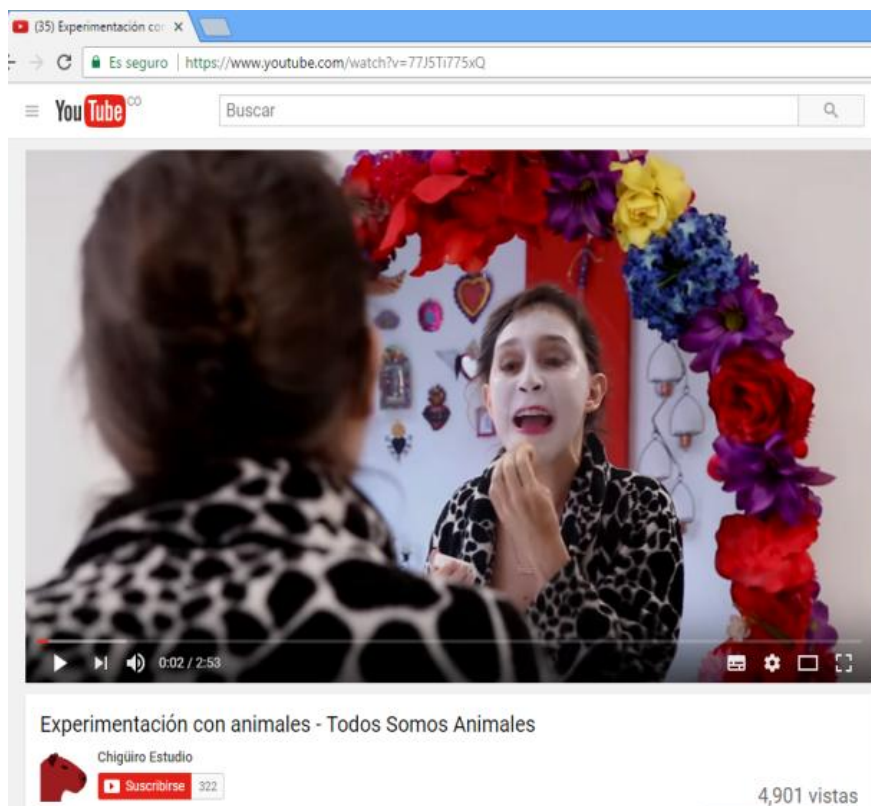 (35) Experimentación con
Es seguro | https://www.youtube.com/watch?v=77J5Ti775xQ
YouTube CO
Buscar
0:02 / 2:53
Experimentación con animales - Todos Somos Animales
Chigüiro Estudio
Suscribirse 322
4,901 vistas